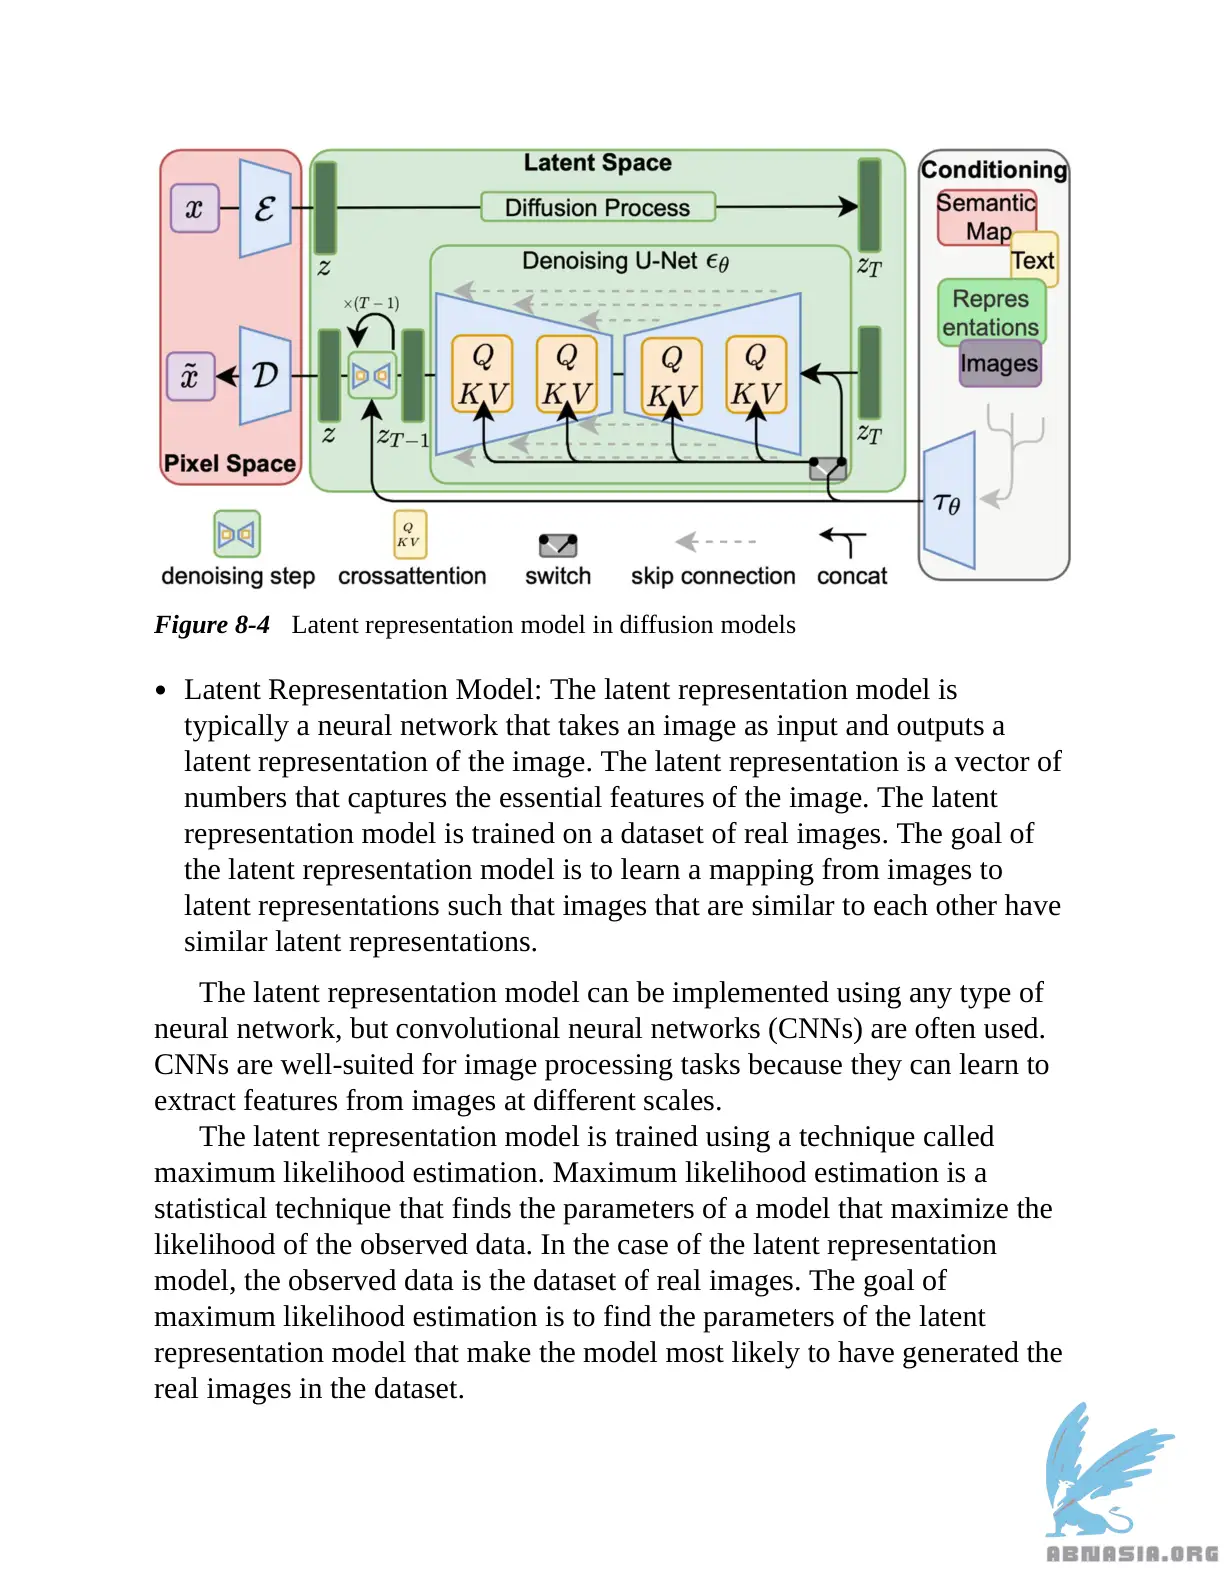 Latent Space
Conditioning
x
ℰ
Diffusion Process
Semantic
Map
Text
z
Denoising U-Net ϵθ
zT
Repres
entations
Images
×(T − 1)
Q
KV
Q
KV
Q
KV
Q
KV
x̃
D
z
zT−1
zT
Pixel Space
τθ
Q
KV
denoising step
crossattention
switch
skip connection
concat
Figure 8-4 Latent representation model in diffusion models
• Latent Representation Model: The latent representation model is
typically a neural network that takes an image as input and outputs a
latent representation of the image. The latent representation is a vector of
numbers that captures the essential features of the image. The latent
representation model is trained on a dataset of real images. The goal of
the latent representation model is to learn a mapping from images to
latent representations such that images that are similar to each other have
similar latent representations.
The latent representation model can be implemented using any type of
neural network, but convolutional neural networks (CNNs) are often used.
CNNs are well-suited for image processing tasks because they can learn to
extract features from images at different scales.
The latent representation model is trained using a technique called
maximum likelihood estimation. Maximum likelihood estimation is a
statistical technique that finds the parameters of a model that maximize the
likelihood of the observed data. In the case of the latent representation
model, the observed data is the dataset of real images. The goal of
maximum likelihood estimation is to find the parameters of the latent
representation model that make the model most likely to have generated the
real images in the dataset.
ABNASIA.ORG